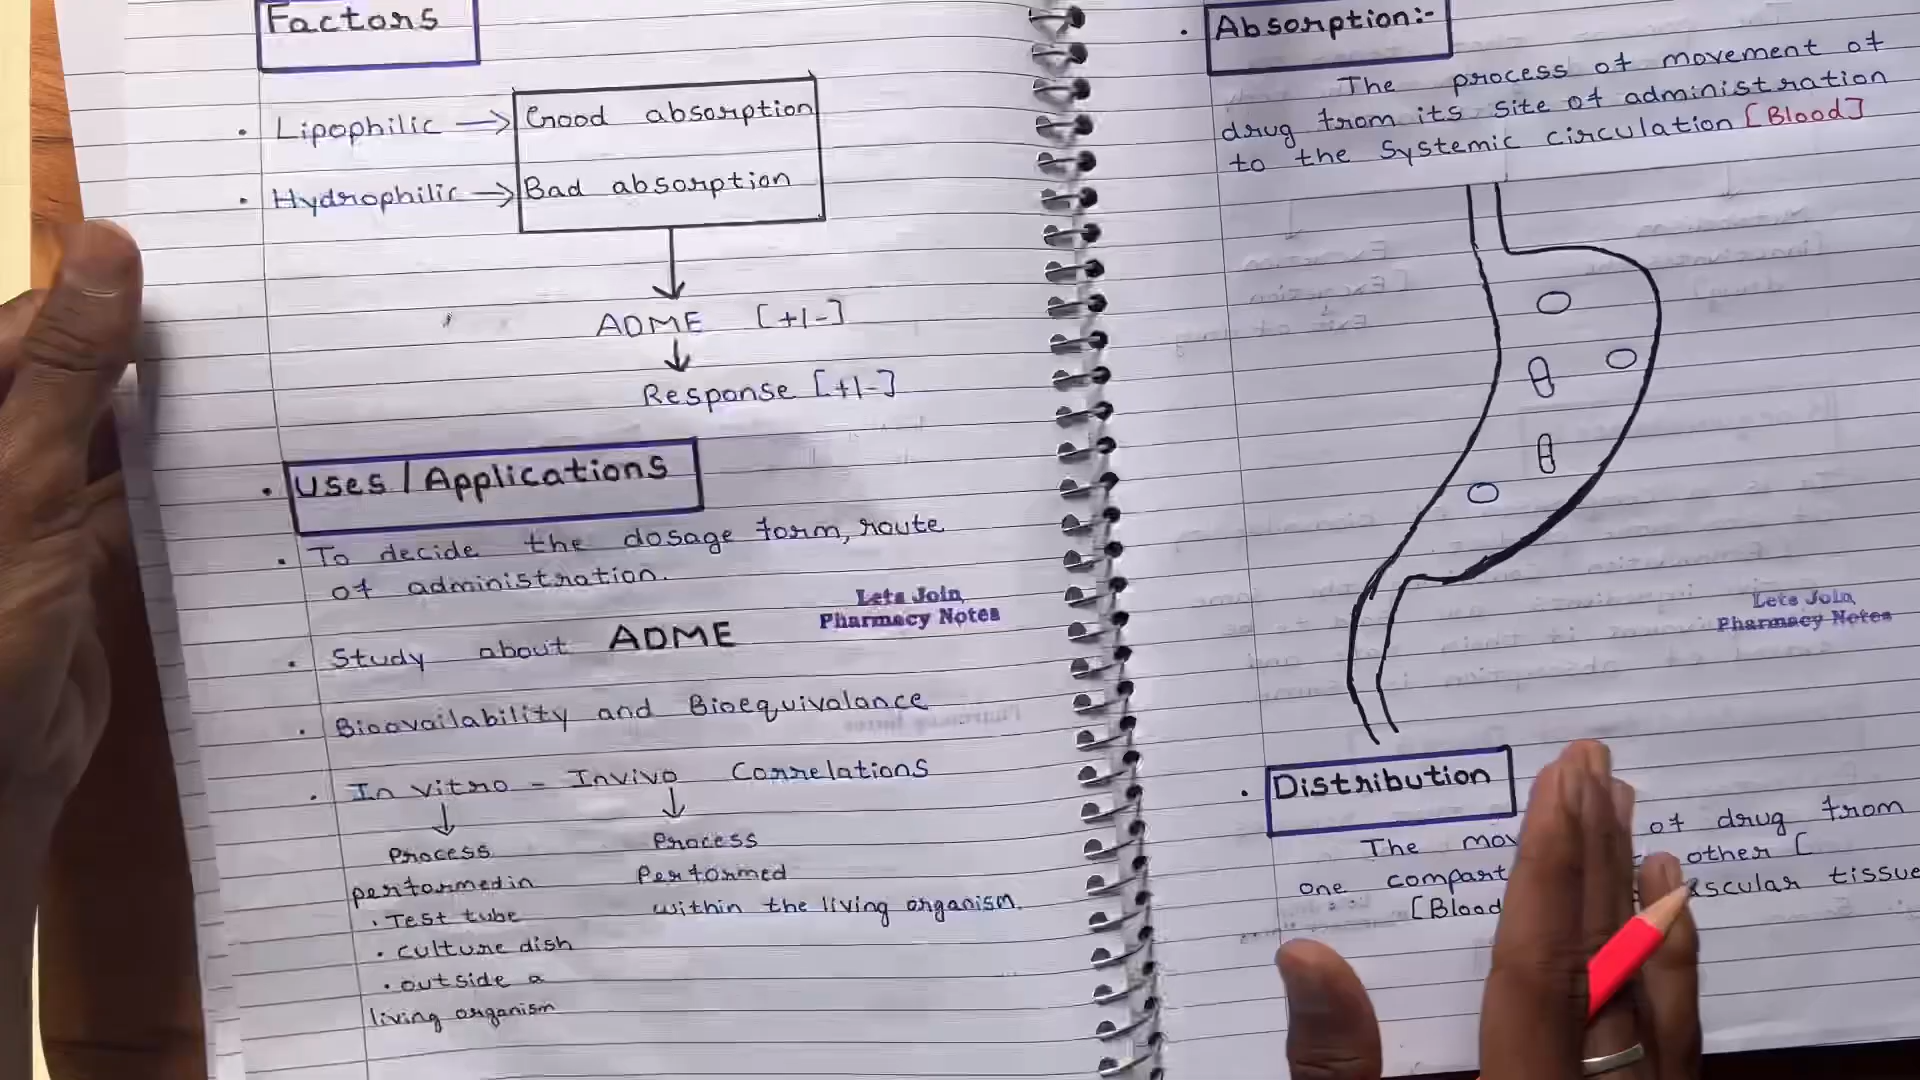 Factors
• Lipophilic → Good absorption
• Hydrophilic → Bad absorption
ADME [+/-]
Response [+/-]
• Uses / Applications
• To decide the dosage form, route
of administration.
• Study about ADME
Lets Join
Pharmacy Notes
• Bioavailability and Bioequivalance
• In vitro - Invivo Correlations
Process
performed in
• Test tube
• culture dish
• outside a
living organism
Process
Performed
within the living organism.
• Absorption:-
The process of movement of
drug from its site of administration
to the systemic circulation [Blood]
Lets Join
Pharmacy Notes
• Distribution
The of drug from
one other [
[Blood tissue